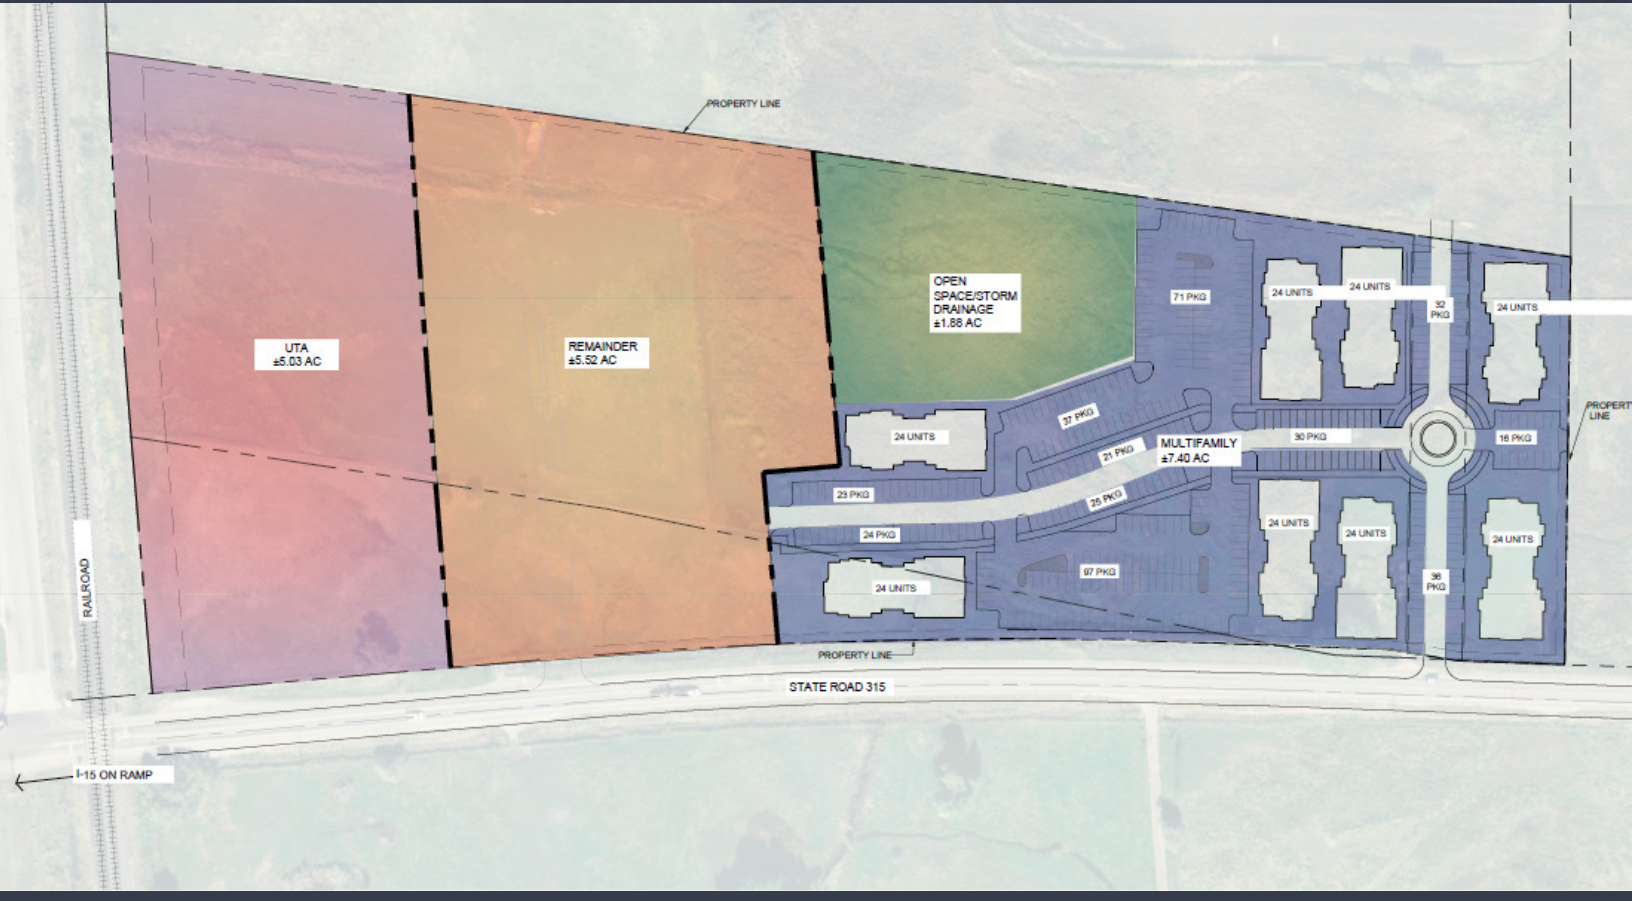 PROPERTY LINE
OPEN
SPACE/STORM
DRAINAGE
±1.88 AC
71 PKG
24 UNITS
24 UNITS
24 UNITS
32
PKG
UTA
±5.03 AC
REMAINDER
±5.52 AC
PROPERTY
LINE
37 PKG
24 UNITS
21 PKG
MULTIFAMILY
±7.40 AC
30 PKG
16 PKG
23 PKG
25 PKG
24 PKG
24 UNITS
24 UNITS
24 UNITS
97 PKG
36
PKG
24 UNITS
RAILROAD
PROPERTY LINE
STATE ROAD 315
I-15 ON RAMP